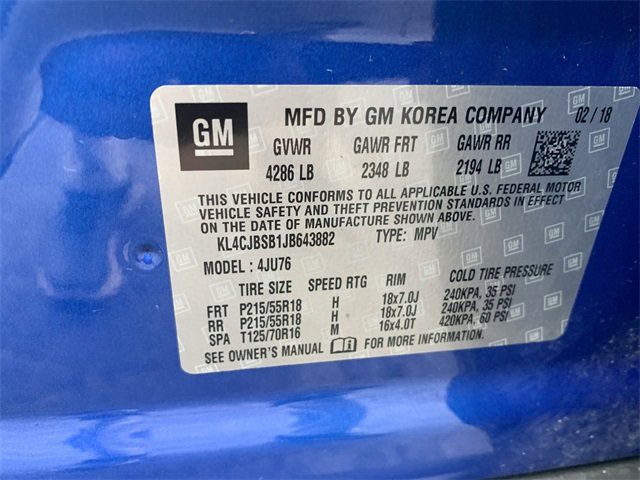 GM MFD BY GM KOREA COMPANY 02/18
GVWR GAWR FRT GAWR RR
4286 LB 2348 LB 2194 LB
THIS VEHICLE CONFORMS TO ALL APPLICABLE U.S. FEDERAL MOTOR
VEHICLE SAFETY AND THEFT PREVENTION STANDARDS IN EFFECT
ON THE DATE OF MANUFACTURE SHOWN ABOVE.
KL4CJBSB1JB643882 TYPE: MPV
MODEL: 4JU76
TIRE SIZE SPEED RTG RIM COLD TIRE PRESSURE
FRT P215/55R18 H 18x7.0J 240KPA, 35 PSI
RR P215/55R18 H 18x7.0J 240KPA, 35 PSI
SPA T125/70R16 M 16x4.0T 420KPA, 60 PSI
SEE OWNER'S MANUAL FOR MORE INFORMATION.